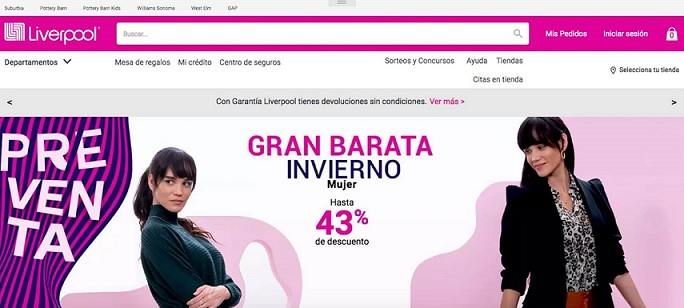 Suburbia Pottery Barn Pottery Barn Kids Williams Sonoma West Elm GAP
Liverpool Buscar... Mis Pedidos Iniciar sesión 0
Departamentos Mesa de regalos Mi crédito Centro de seguros Sorteos y Concursos Ayuda Tiendas
Citas en tienda
Selecciona tu tienda
< Con Garantía Liverpool tienes devoluciones sin condiciones. Ver más > >
PRE
VEN
TA
GRAN BARATA
INVIERNO
Mujer
Hasta
43%
de descuento